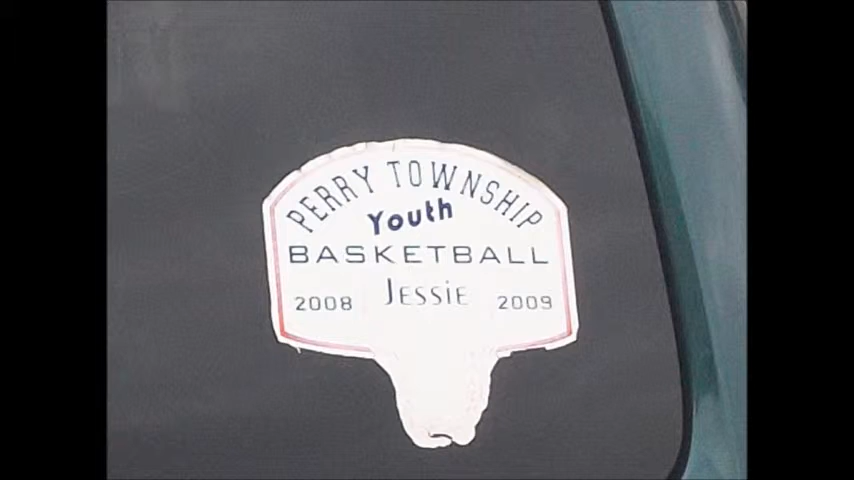 PERRY TOWNSHIP
Youth
BASKETBALL
JESSIE
2008 2009